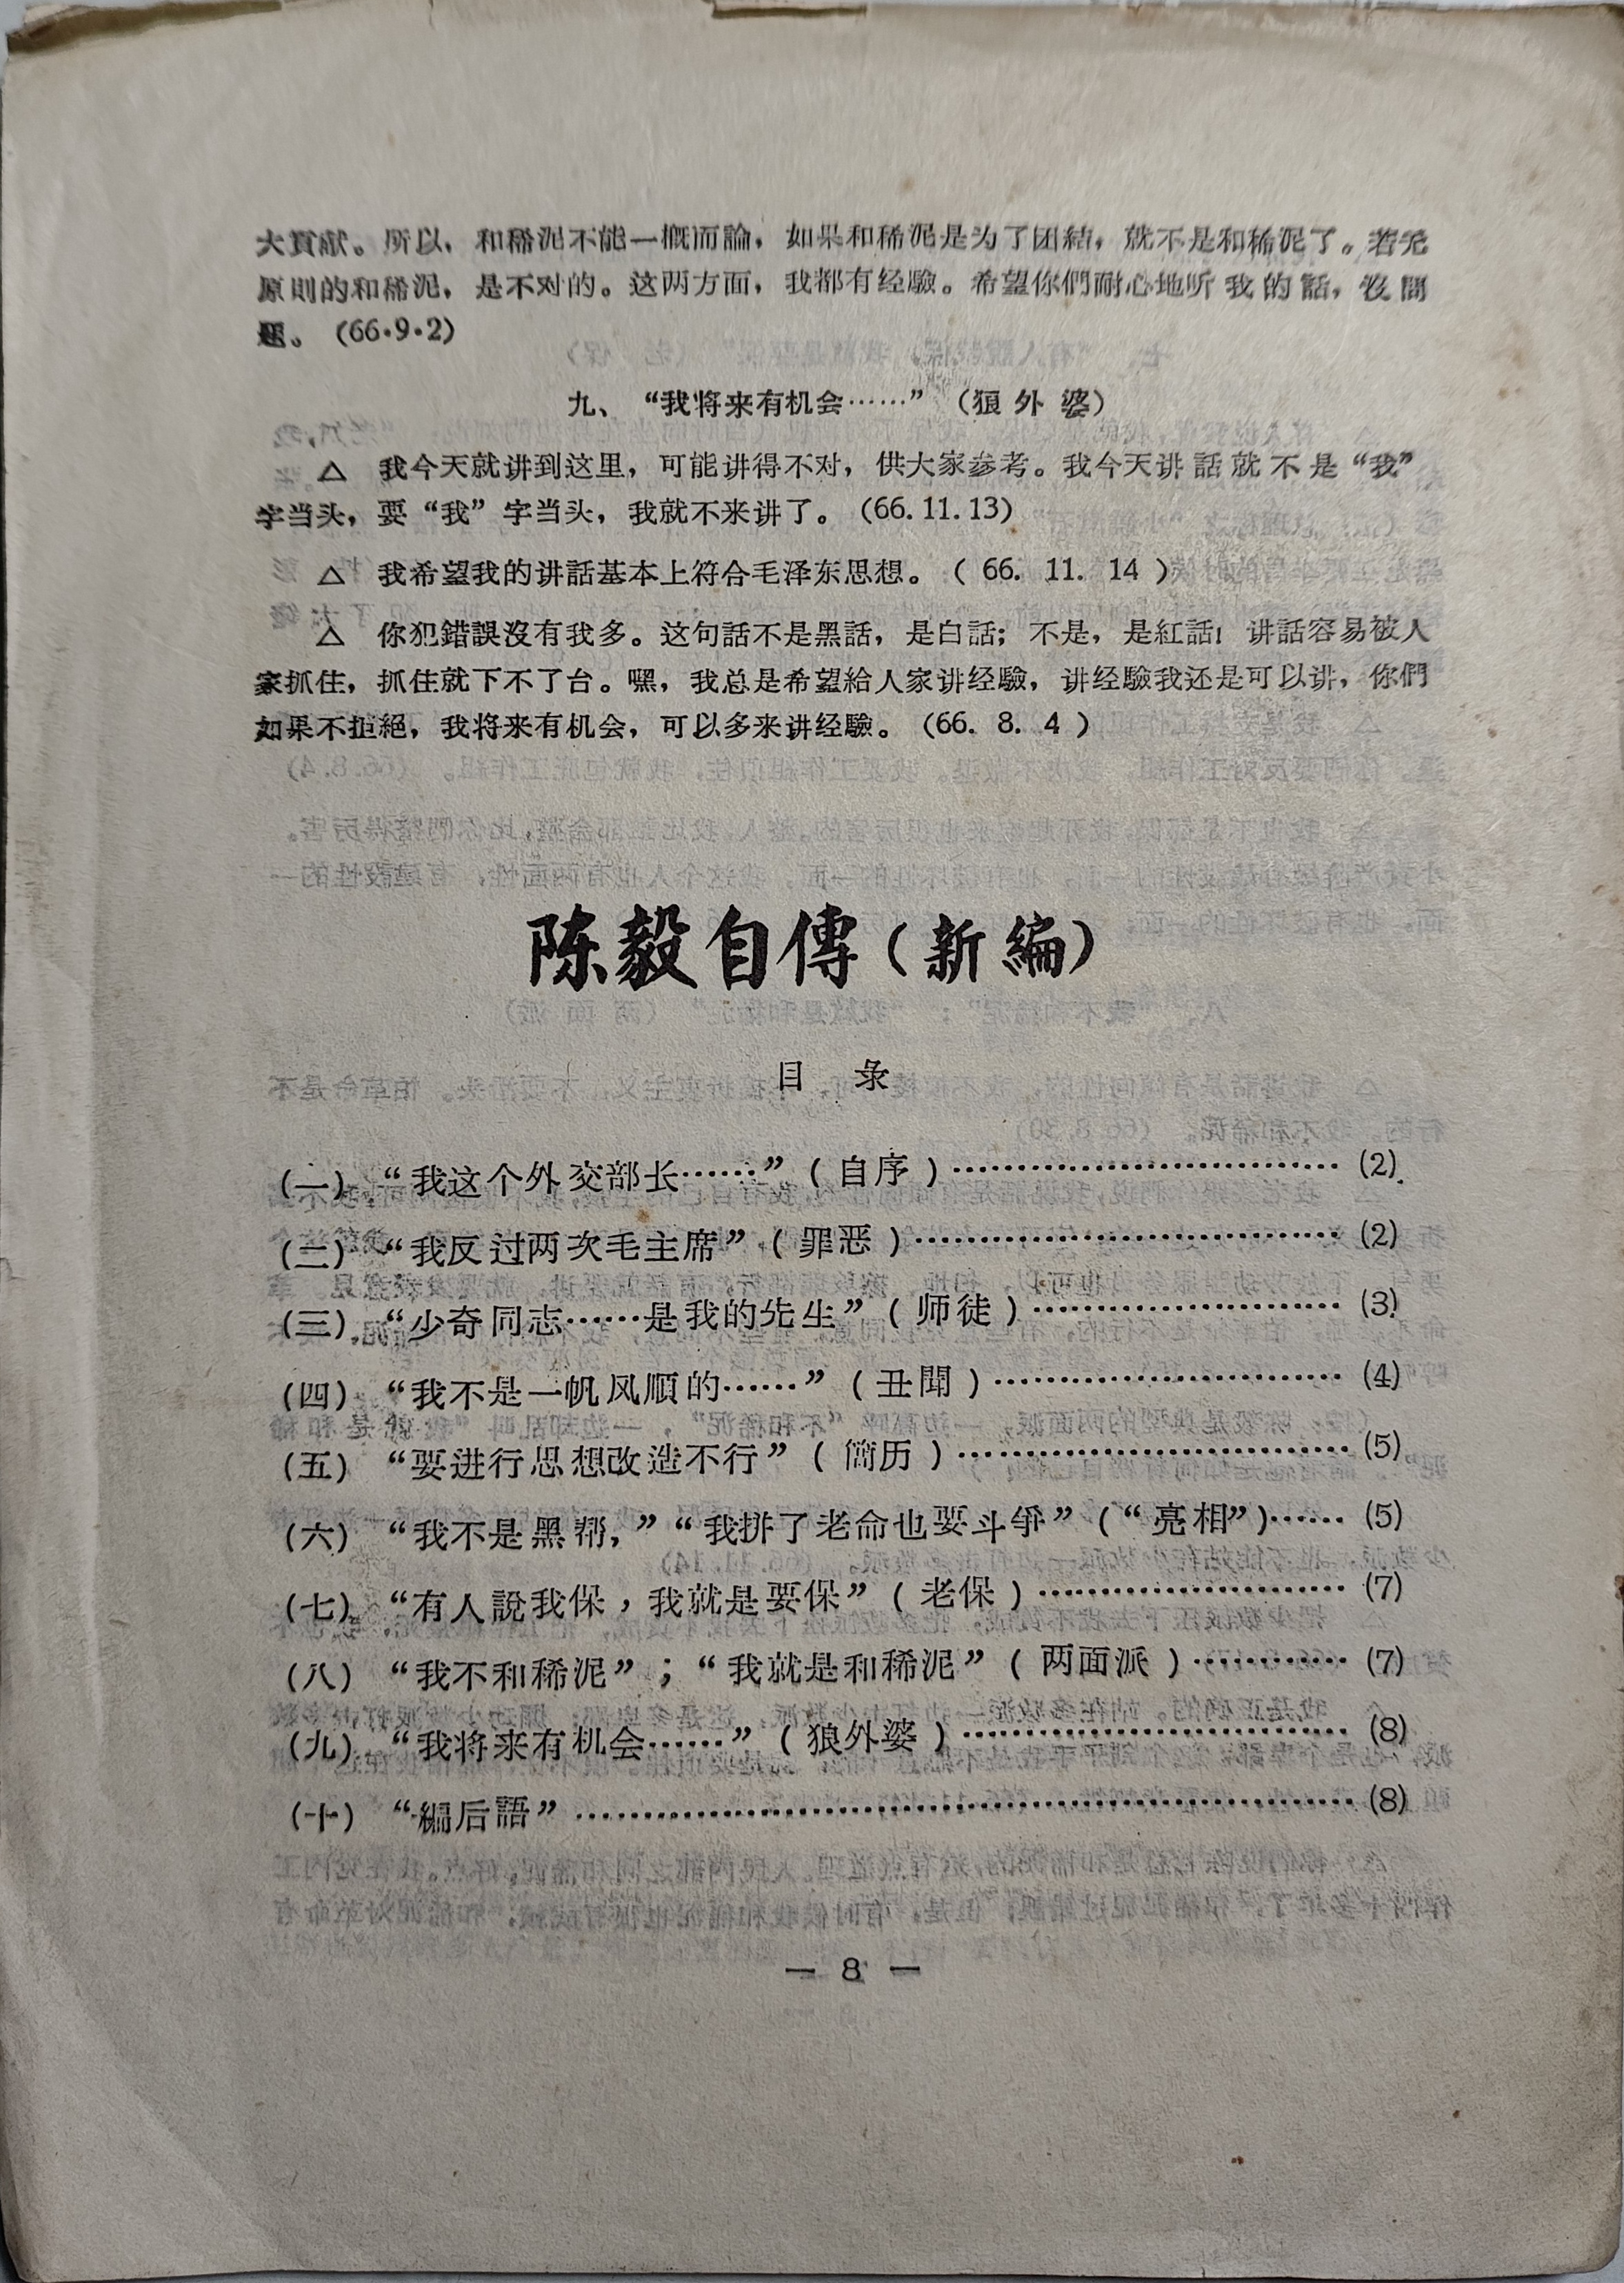 大貢献。所以，和稀泥不能一概而論，如果和稀泥是为了团結，就不是和稀泥了。若无
原則的和稀泥，是不对的。这两方面，我都有经驗。希望你們耐心地听我的話，沒問
题。（66·9·2）
九、“我将来有机会……”（狼外婆）
△ 我今天就讲到这里，可能讲得不对，供大家参考。我今天讲話就不是“我”
字当头，要“我”字当头，我就不来讲了。（66.11.13）
△ 我希望我的讲話基本上符合毛泽东思想。（66. 11. 14）
△ 你犯錯誤沒有我多。这句話不是黑話，是白話；不是，是紅話！讲話容易被人
家抓住，抓住就下不了台。嘿，我总是希望給人家讲经驗，讲经驗我还是可以讲，你們
如果不拒絕，我将来有机会，可以多来讲经驗。（66. 8. 4）
陈毅自傳（新編）
目 录
（一）“我这个外交部长……”（自序）…………………………(2)
（二）“我反过两次毛主席”（罪恶）…………………………(2)
（三）“少奇同志……是我的先生”（师徒）……………………(3)
（四）“我不是一帆凤順的……”（丑聞）………………………(4)
（五）“要进行思想改造不行”（簡历）…………………………(5)
（六）“我不是黑帮，”“我拼了老命也要斗爭”（“亮相”）……(5)
（七）“有人說我保，我就是要保”（老保）……………………(7)
（八）“我不和稀泥”；“我就是和稀泥”（两面派）…………(7)
（九）“我将来有机会……”（狼外婆）…………………………(8)
（十）“編后語”……………………………………………………(8)
— 8 —